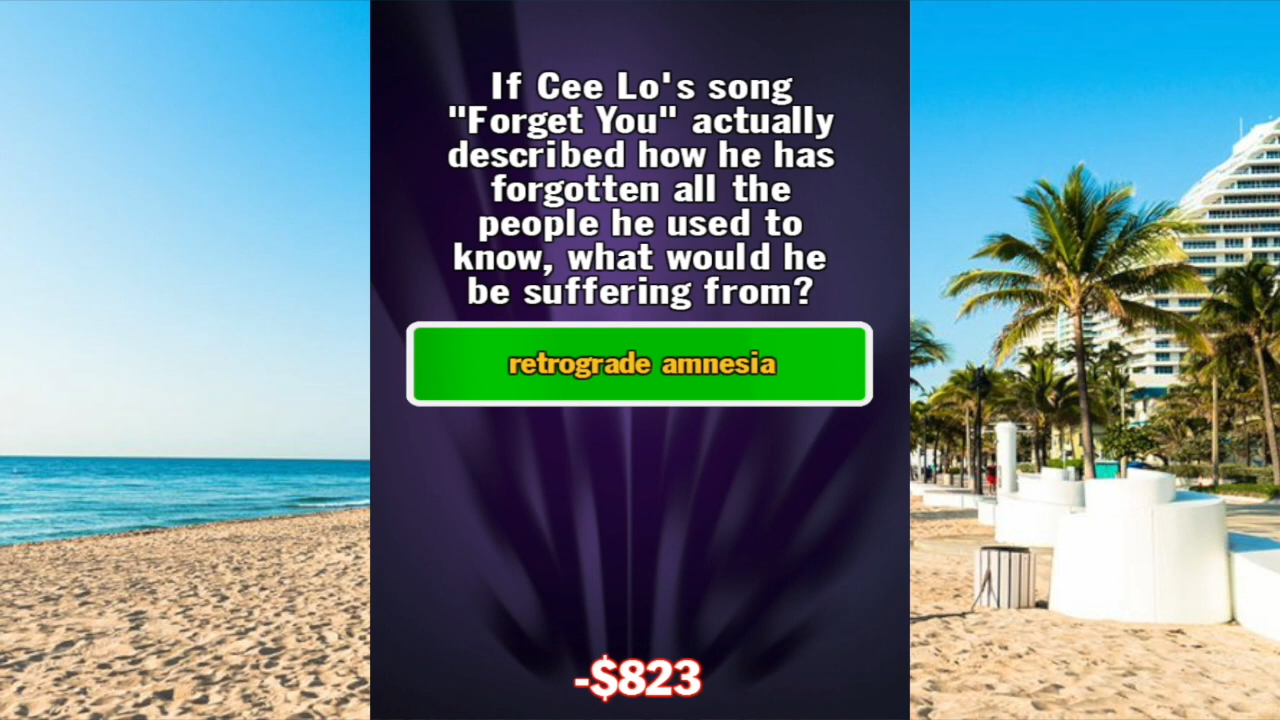 If Cee Lo's song
"Forget You" actually
described how he has
forgotten all the
people he used to
know, what would he
be suffering from?
retrograde amnesia
-$823